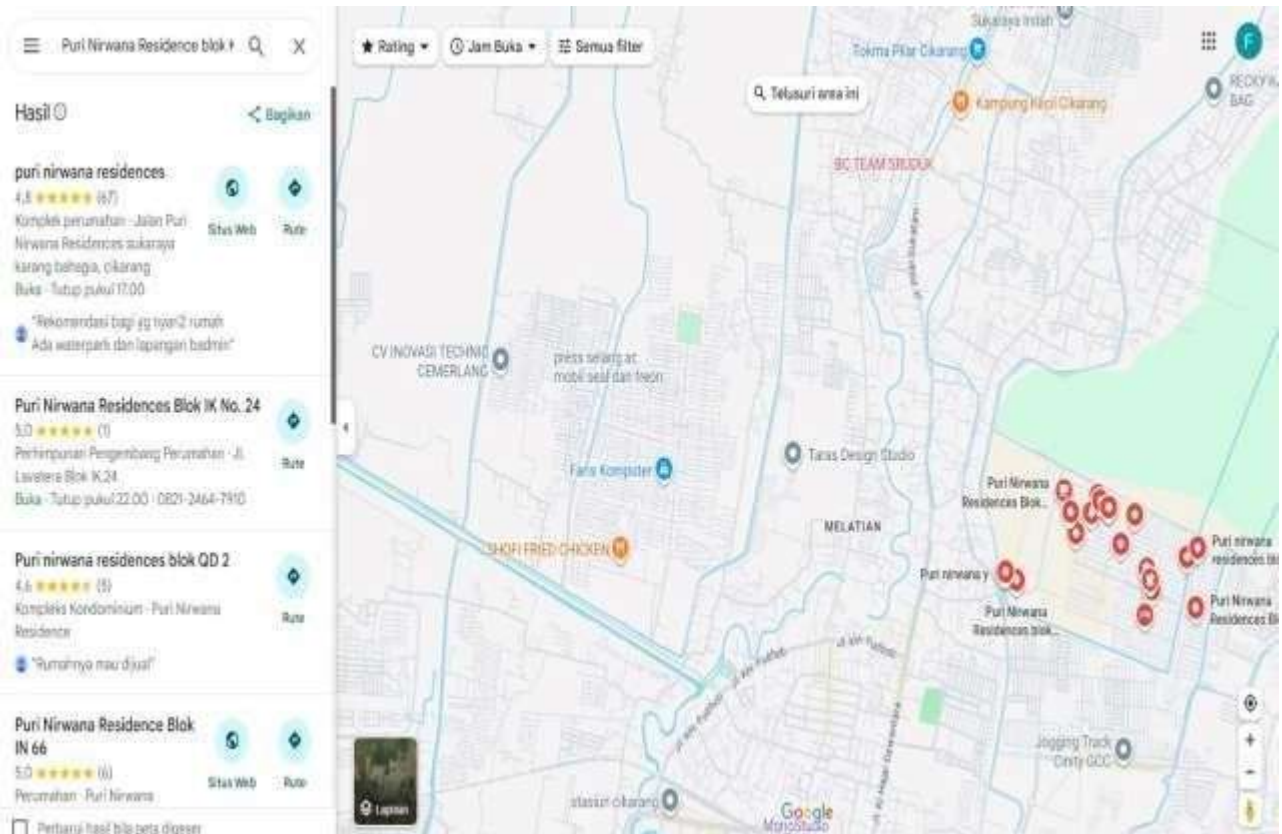 Puri Nirwana Residence blok
Rating
Jam Buka
Semua filter
Hasil
Bagikan
puri nirwana residences
4,8 (67)
Komplek perumahan · Jalan Puri
Nirwana Residences sukaraya
karang bahagia, cikarang
Buka · Tutup pukul 17.00
Situs Web
Rute
"Rekomendasi bagi yg nyari2 rumah
Ada waterpark dan lapangan badmin"
Puri Nirwana Residences Blok IK No. 24
5,0 (1)
Perhimpunan Pengembang Perumahan · Jl.
Lavatera Blok IK.24
Buka · Tutup pukul 22.00 · 0821-2464-7910
Rute
Puri nirwana residences blok QD 2
4,6 (5)
Kompleks Kondominium · Puri Nirwana
Residence
Rute
"Rumahnya mau dijual"
Puri Nirwana Residence Blok
IN 66
5,0 (6)
Perumahan · Puri Nirwana
Situs Web
Rute
Perbarui hasil bila peta digeser
Sukaraya Indah
Tokma Pilar Cikarang
Telusuri area ini
Kampung Kecil Cikarang
BC TEAM SRUDUK
CV INOVASI TECHNIC
CEMERLANG
press selang ac
mobil seal dan freon
Taras Design Studio
Faris Komputer
MELATIAN
SHOFI FRIED CHICKEN
Puri Nirwana
Residences Blok...
Puri nirwana y
Puri Nirwana
Residences blok...
Puri nirwana
residences blo
Puri Nirwana
Residences Bl
Jogging Track
Cinity GCC
stasiun cikarang
Lapisan
Google
F